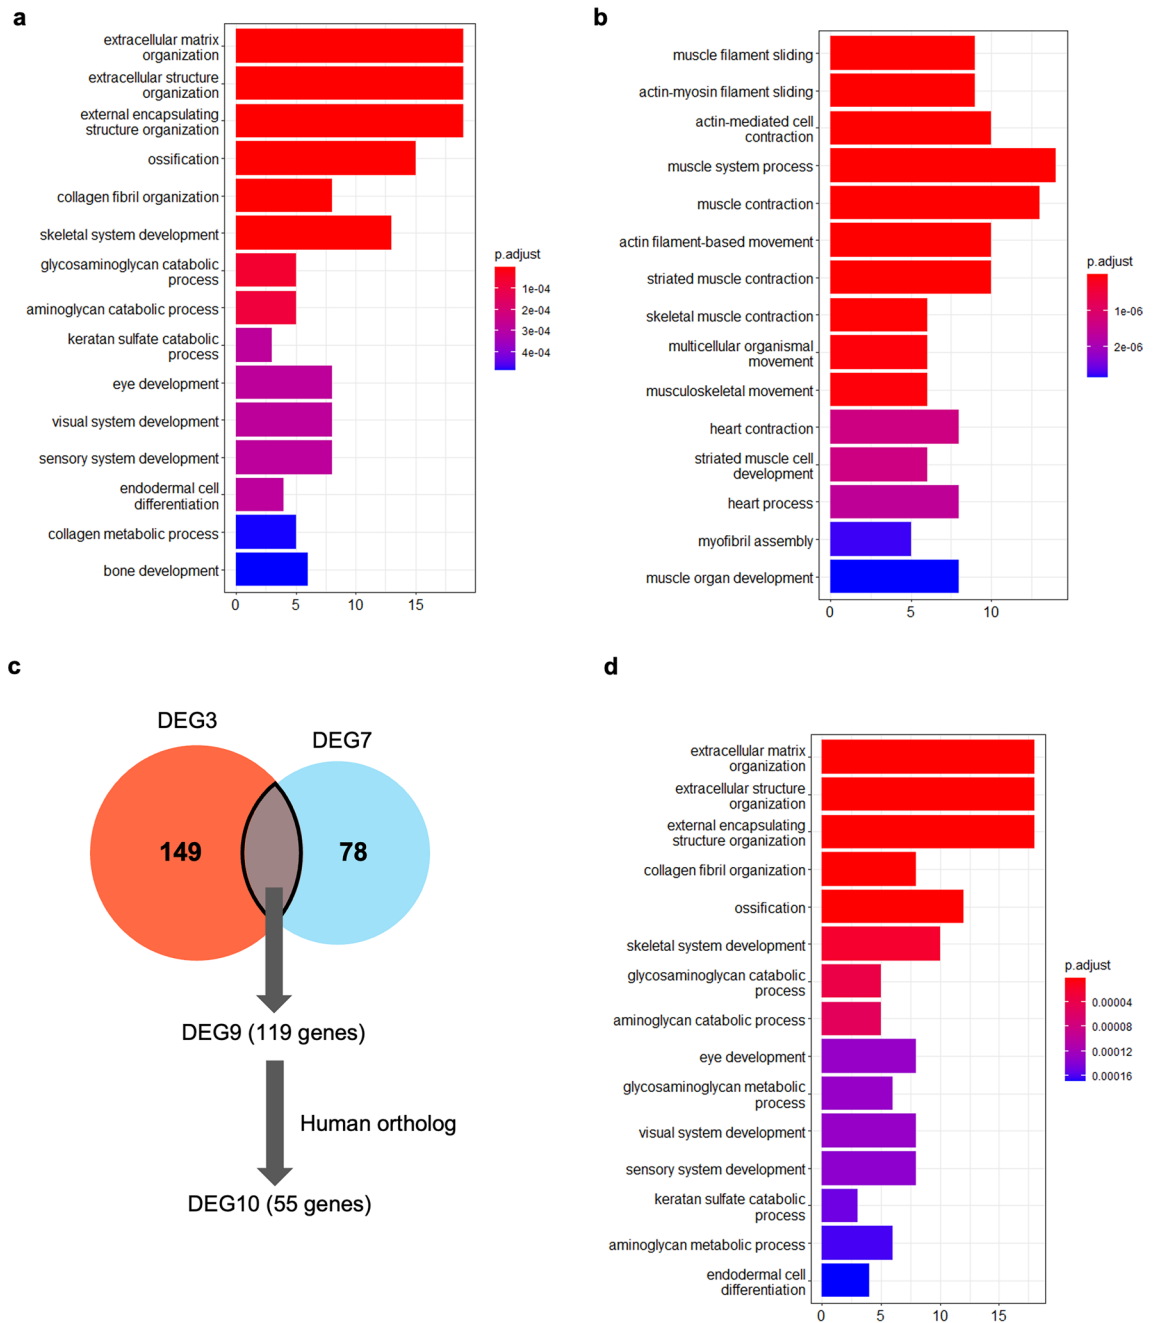 a
extracellular matrix
organization
extracellular structure
organization
external encapsulating
structure organization
ossification
collagen fibril organization
skeletal system development
glycosaminoglycan catabolic
process
aminoglycan catabolic process
keratan sulfate catabolic
process
eye development
visual system development
sensory system development
endodermal cell
differentiation
collagen metabolic process
bone development
0 5 10 15
p.adjust
1e-04
2e-04
3e-04
4e-04
b
muscle filament sliding
actin-myosin filament sliding
actin-mediated cell
contraction
muscle system process
muscle contraction
actin filament-based movement
striated muscle contraction
skeletal muscle contraction
multicellular organismal
movement
musculoskeletal movement
heart contraction
striated muscle cell
development
heart process
myofibril assembly
muscle organ development
0 5 10
p.adjust
1e-06
2e-06
c
DEG3
DEG7
149
78
DEG9 (119 genes)
Human ortholog
DEG10 (55 genes)
d
extracellular matrix
organization
extracellular structure
organization
external encapsulating
structure organization
collagen fibril organization
ossification
skeletal system development
glycosaminoglycan catabolic
process
aminoglycan catabolic process
eye development
glycosaminoglycan metabolic
process
visual system development
sensory system development
keratan sulfate catabolic
process
aminoglycan metabolic process
endodermal cell
differentiation
0 5 10 15
p.adjust
0.00004
0.00008
0.00012
0.00016